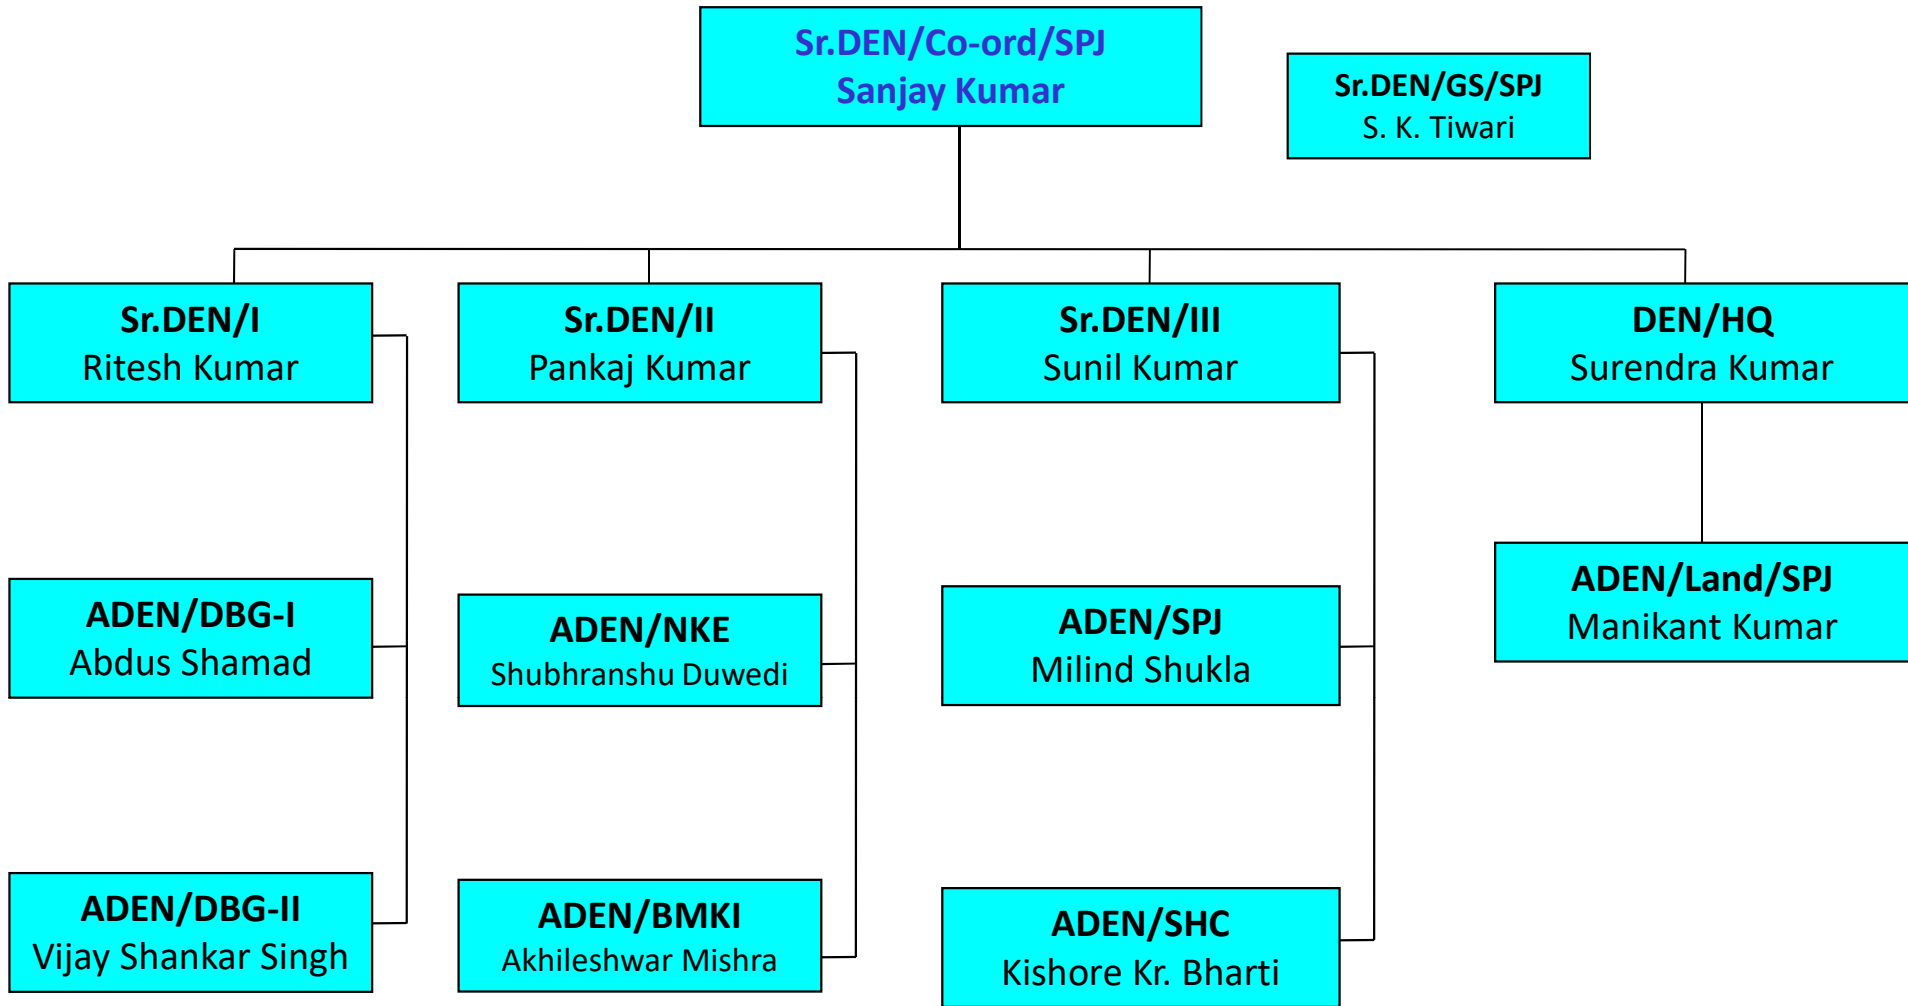 Sr.DEN/Co-ord/SPJ
Sanjay Kumar
Sr.DEN/GS/SPJ
S. K. Tiwari
Sr.DEN/I
Ritesh Kumar
Sr.DEN/II
Pankaj Kumar
Sr.DEN/III
Sunil Kumar
DEN/HQ
Surendra Kumar
ADEN/DBG-I
Abdus Shamad
ADEN/NKE
Shubhranshu Duwedi
ADEN/SPJ
Milind Shukla
ADEN/Land/SPJ
Manikant Kumar
ADEN/DBG-II
Vijay Shankar Singh
ADEN/BMKI
Akhileshwar Mishra
ADEN/SHC
Kishore Kr. Bharti